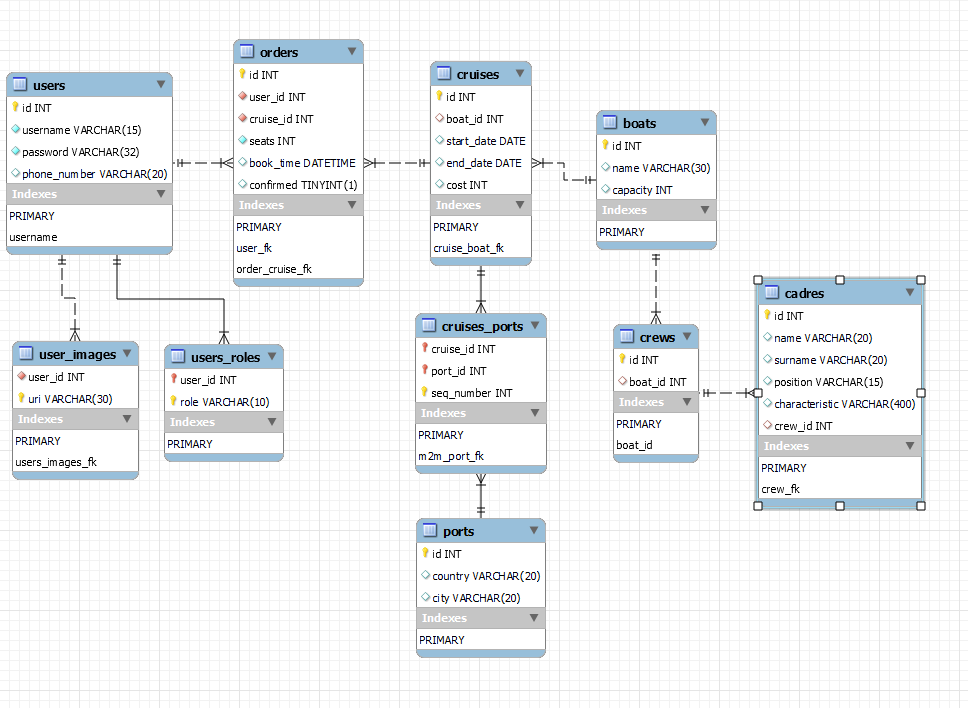 users
id INT
username VARCHAR(15)
password VARCHAR(32)
phone_number VARCHAR(20)
Indexes
PRIMARY
username
orders
id INT
user_id INT
cruise_id INT
seats INT
book_time DATETIME
confirmed TINYINT(1)
Indexes
PRIMARY
user_fk
order_cruise_fk
cruises
id INT
boat_id INT
start_date DATE
end_date DATE
cost INT
Indexes
PRIMARY
cruise_boat_fk
boats
id INT
name VARCHAR(30)
capacity INT
Indexes
PRIMARY
user_images
user_id INT
uri VARCHAR(30)
Indexes
PRIMARY
users_images_fk
users_roles
user_id INT
role VARCHAR(10)
Indexes
PRIMARY
cruises_ports
cruise_id INT
port_id INT
seq_number INT
Indexes
PRIMARY
m2m_port_fk
crews
id INT
boat_id INT
Indexes
PRIMARY
boat_id
cadres
id INT
name VARCHAR(20)
surname VARCHAR(20)
position VARCHAR(15)
characteristic VARCHAR(400)
crew_id INT
Indexes
PRIMARY
crew_fk
ports
id INT
country VARCHAR(20)
city VARCHAR(20)
Indexes
PRIMARY